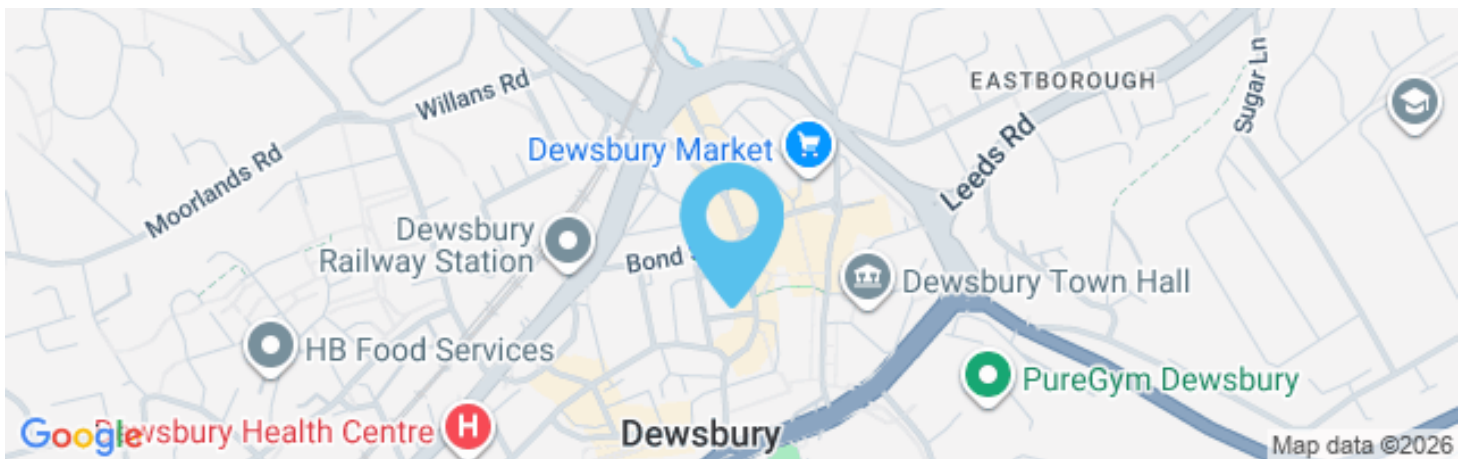 EASTBOROUGH
Sugar Ln
Willans Rd
Leeds Rd
Dewsbury Market
Moorlands Rd
Dewsbury
Railway Station
Bond
Dewsbury Town Hall
HB Food Services
PureGym Dewsbury
Google
Dewsbury Health Centre
H
Dewsbury
Map data ©2026